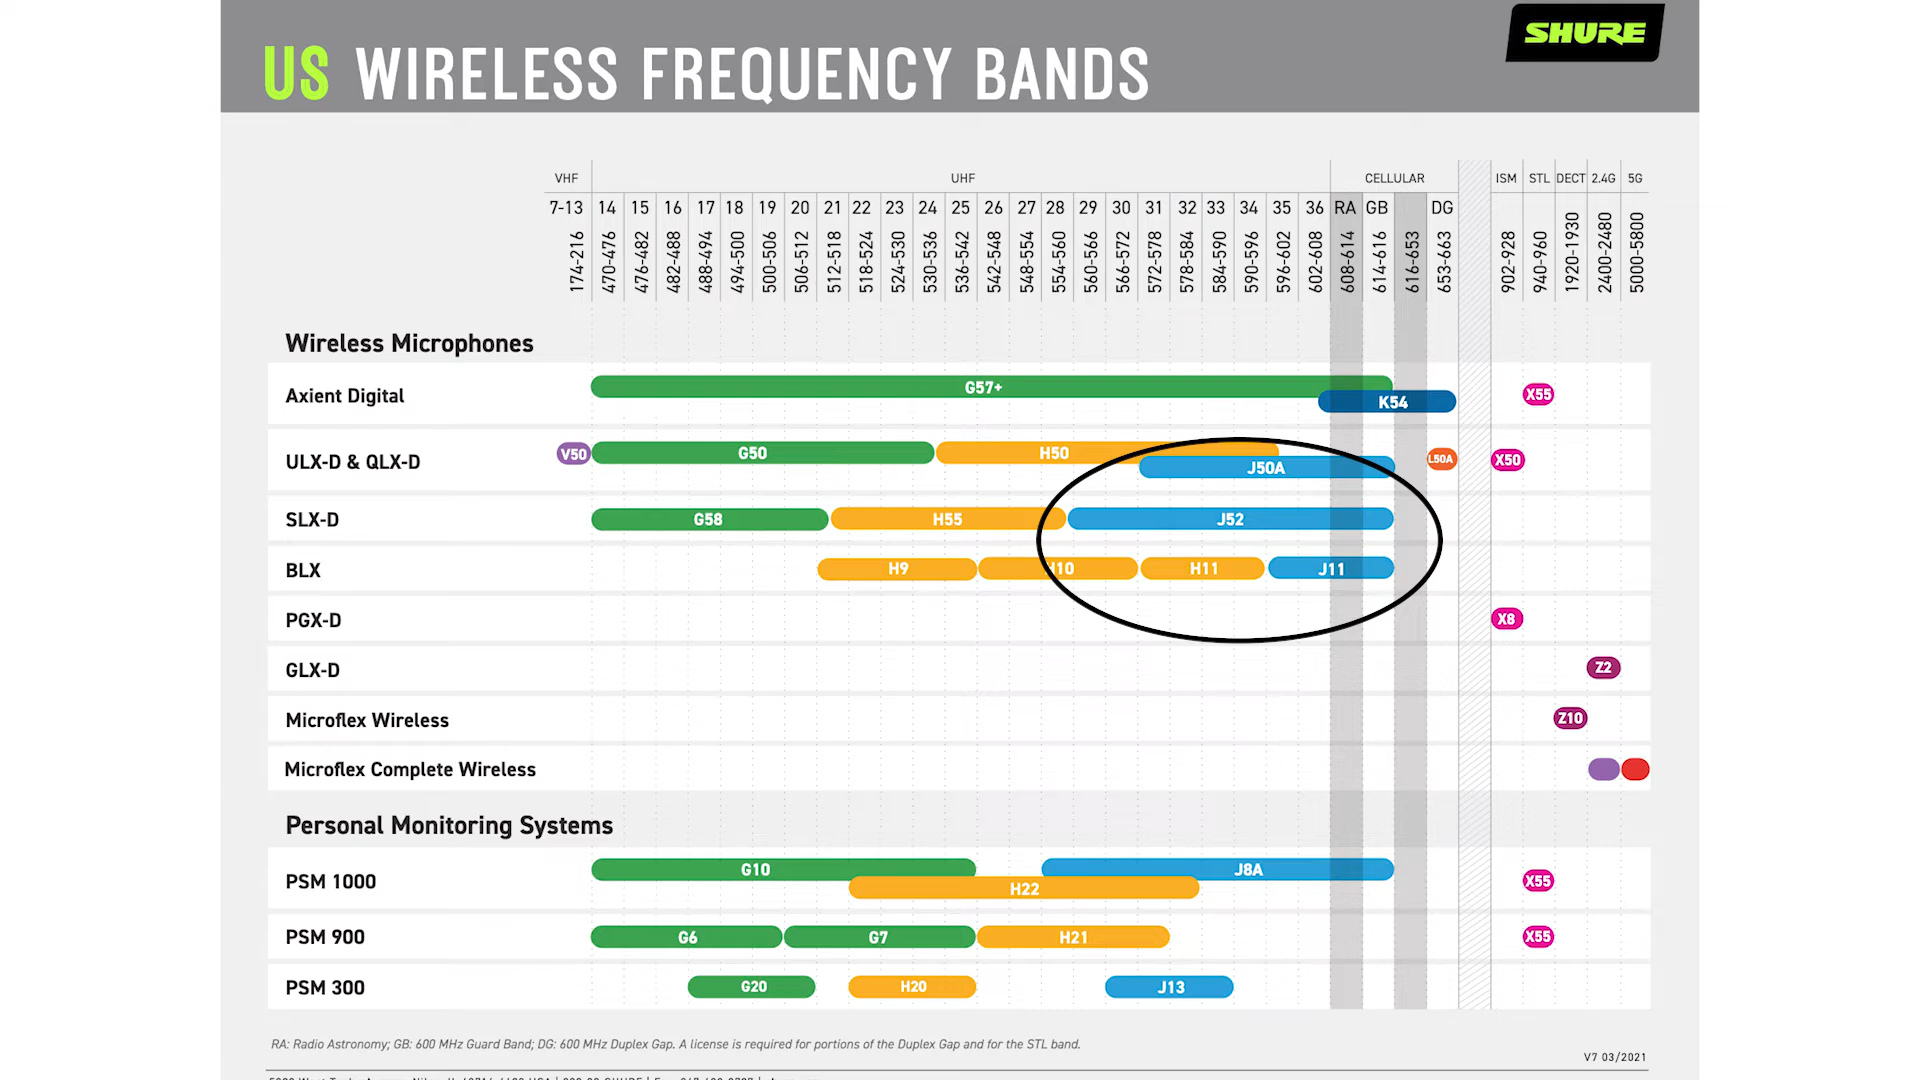 US WIRELESS FREQUENCY BANDS
SHURE
VHF UHF CELLULAR ISM STL DECT 2.4G 5G
7-13 14 15 16 17 18 19 20 21 22 23 24 25 26 27 28 29 30 31 32 33 34 35 36 RA GB DG
174-216 470-476 476-482 482-488 488-494 494-500 500-506 506-512 512-518 518-524 524-530 530-536 536-542 542-548 548-554 554-560 560-566 566-572 572-578 578-584 584-590 590-596 596-602 602-608 608-614 614-616 616-653 653-663 902-928 940-960 1920-1930 2400-2480 5000-5800
Wireless Microphones
Axient Digital G57+ K54 X55
ULX-D & QLX-D V50 G50 H50 J50A L50A X50
SLX-D G58 H55 J52
BLX H9 H10 H11 J11
PGX-D X8
GLX-D Z2
Microflex Wireless Z10
Microflex Complete Wireless
Personal Monitoring Systems
PSM 1000 G10 H22 J8A X55
PSM 900 G6 G7 H21 X55
PSM 300 G20 H20 J13
RA: Radio Astronomy; GB: 600 MHz Guard Band; DG: 600 MHz Duplex Gap. A license is required for portions of the Duplex Gap and for the STL band.
V7 03/2021